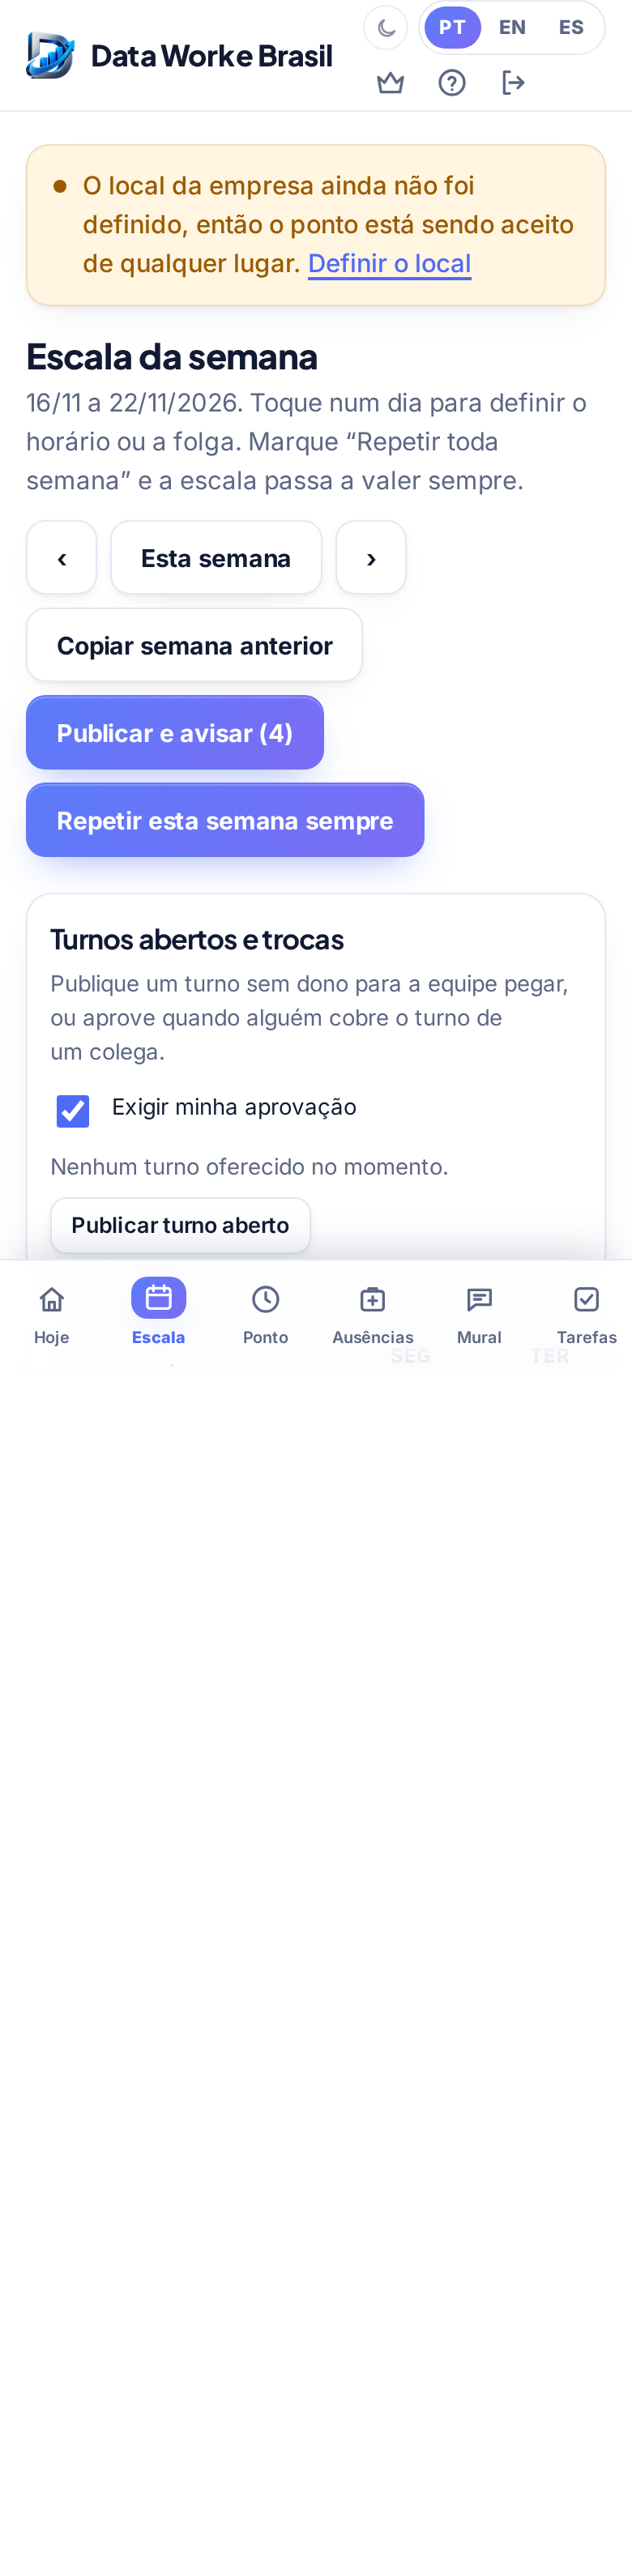 Data Worke Brasil
PT EN ES
O local da empresa ainda não foi
definido, então o ponto está sendo aceito
de qualquer lugar. Definir o local
Escala da semana
16/11 a 22/11/2026. Toque num dia para definir o
horário ou a folga. Marque “Repetir toda
semana” e a escala passa a valer sempre.
‹ Esta semana ›
Copiar semana anterior
Publicar e avisar (4)
Repetir esta semana sempre
Turnos abertos e trocas
Publique um turno sem dono para a equipe pegar,
ou aprove quando alguém cobre o turno de
um colega.
Exigir minha aprovação
Nenhum turno oferecido no momento.
Publicar turno aberto
Hoje Escala Ponto Ausências Mural Tarefas
SEG TER